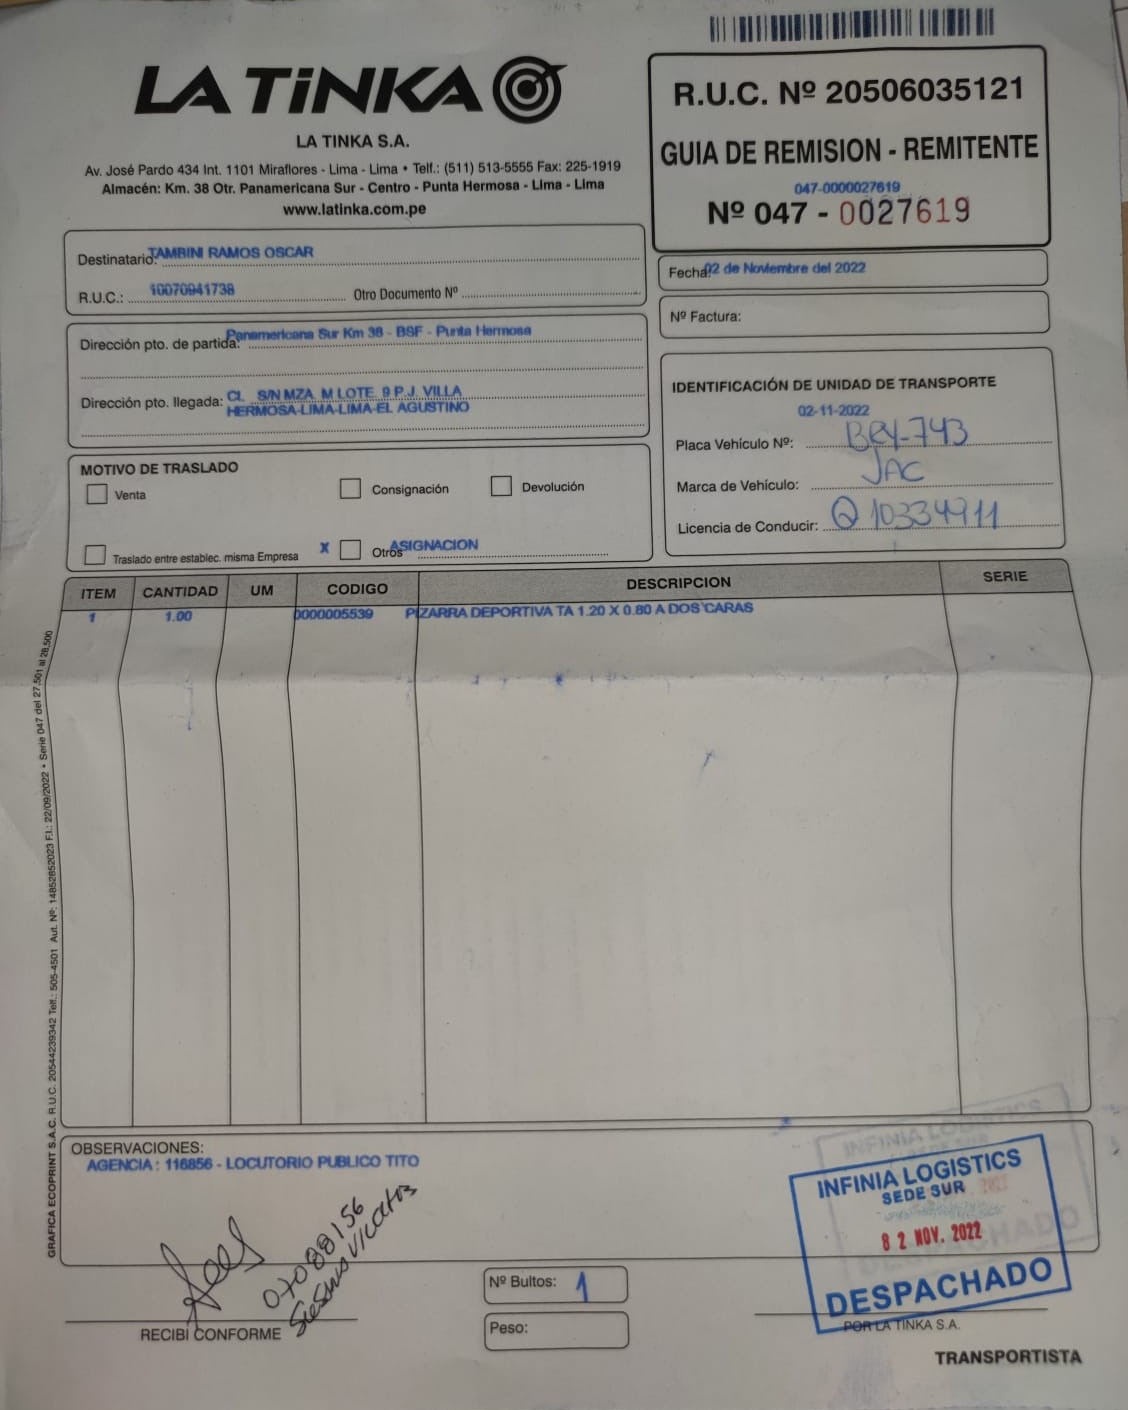 LA TiNKA
LA TINKA S.A.
Av. José Pardo 434 Int. 1101 Miraflores - Lima - Lima • Telf.: (511) 513-5555 Fax: 225-1919
Almacén: Km. 38 Otr. Panamericana Sur - Centro - Punta Hermosa - Lima - Lima
www.latinka.com.pe
R.U.C. Nº 20506035121
GUIA DE REMISION - REMITENTE
047-0000027619
Nº 047 - 0027619
Destinatario: TAMBINI RAMOS OSCAR
R.U.C.: 10070941738 Otro Documento Nº
Fecha: 02 de Noviembre del 2022
Nº Factura:
Dirección pto. de partida: Panamericana Sur Km 38 - BSF - Punta Hermosa
Dirección pto. llegada: CL S/N MZA. M LOTE. 9 P.J. VILLA
HERMOSA-LIMA-LIMA-EL AGUSTINO
IDENTIFICACIÓN DE UNIDAD DE TRANSPORTE
02-11-2022
Placa Vehículo Nº: BRY-743
Marca de Vehículo: JAC
Licencia de Conducir: Q10334911
MOTIVO DE TRASLADO
Venta Consignación Devolución
Traslado entre establec. misma Empresa X Otros ASIGNACION
ITEM CANTIDAD UM CODIGO DESCRIPCION SERIE
1 1.00 0000005539 PIZARRA DEPORTIVA TA 1.20 X 0.80 A DOS CARAS
GRAFICA ECOPRINT S.A.C. R.U.C. 20544239342 Telf.: 505-4501 Aut. Nº: 14852852023 F.I.: 22/09/2022 • Serie 047 del 27,501 al 28,500
OBSERVACIONES:
AGENCIA : 116856 - LOCUTORIO PUBLICO TITO
INFINIA LOGISTICS
SEDE SUR
02 NOV. 2022
DESPACHADO
07088156
RECIBI CONFORME
Nº Bultos: 1
Peso:
POR LA TINKA S.A.
TRANSPORTISTA